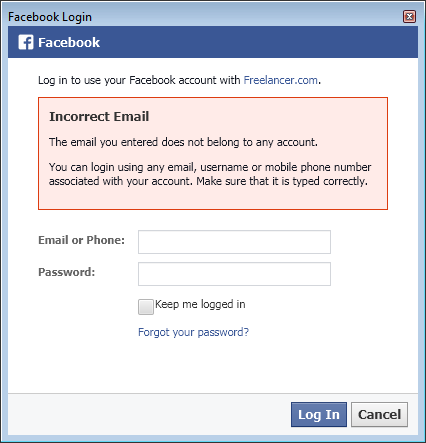 Facebook Login
Facebook
Log in to use your Facebook account with Freelancer.com.
Incorrect Email
The email you entered does not belong to any account.
You can login using any email, username or mobile phone number
associated with your account. Make sure that it is typed correctly.
Email or Phone:
Password:
Keep me logged in
Forgot your password?
Log In Cancel